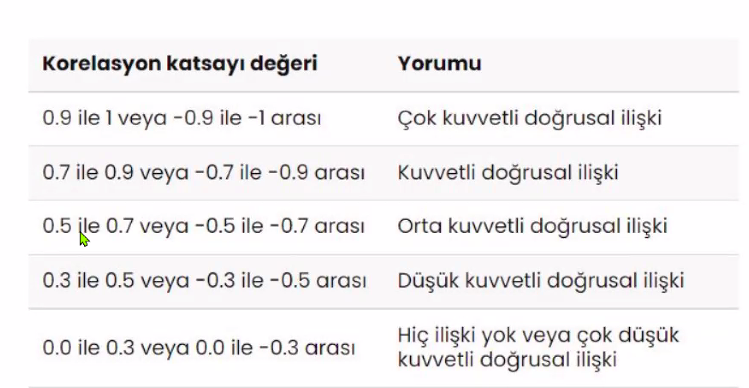 Korelasyon katsayı değeri Yorumu
0.9 ile 1 veya -0.9 ile -1 arası Çok kuvvetli doğrusal ilişki
0.7 ile 0.9 veya -0.7 ile -0.9 arası Kuvvetli doğrusal ilişki
0.5 ile 0.7 veya -0.5 ile -0.7 arası Orta kuvvetli doğrusal ilişki
0.3 ile 0.5 veya -0.3 ile -0.5 arası Düşük kuvvetli doğrusal ilişki
0.0 ile 0.3 veya 0.0 ile -0.3 arası Hiç ilişki yok veya çok düşük
kuvvetli doğrusal ilişki